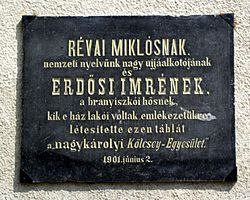 RÉVAI MIKLÓSNAK.
nemzeti nyelvünk nagy ujjáalkotójának
és
ERDŐSI IMRÉNEK.
a branyiszkói hősnek,
kik e ház lakói voltak emlékezetükre
létesítette ezen táblát
a „nagykárolyi Kölcsey-Egyesület."
1901. június 2.